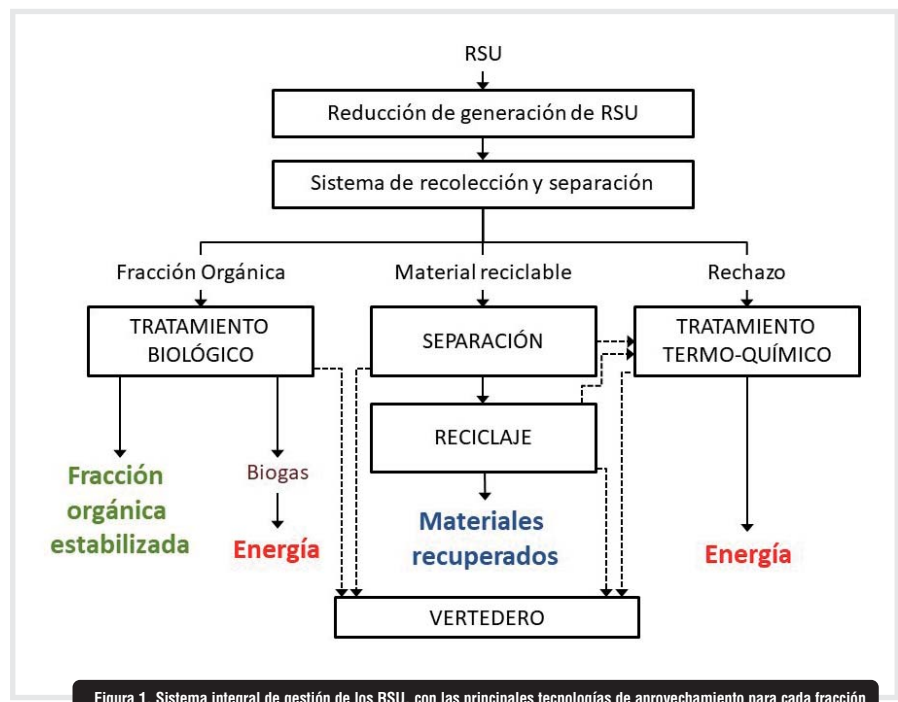 RSU
Reducción de generación de RSU
Sistema de recolección y separación
Fracción Orgánica
Material reciclable
Rechazo
TRATAMIENTO
BIOLÓGICO
SEPARACIÓN
TRATAMIENTO
TERMO-QUÍMICO
RECICLAJE
Fracción
orgánica
estabilizada
Biogas
Energía
Materiales
recuperados
Energía
VERTEDERO
Figura 1. Sistema integral de gestión de los RSU, con las principales tecnologías de aprovechamiento para cada fracción